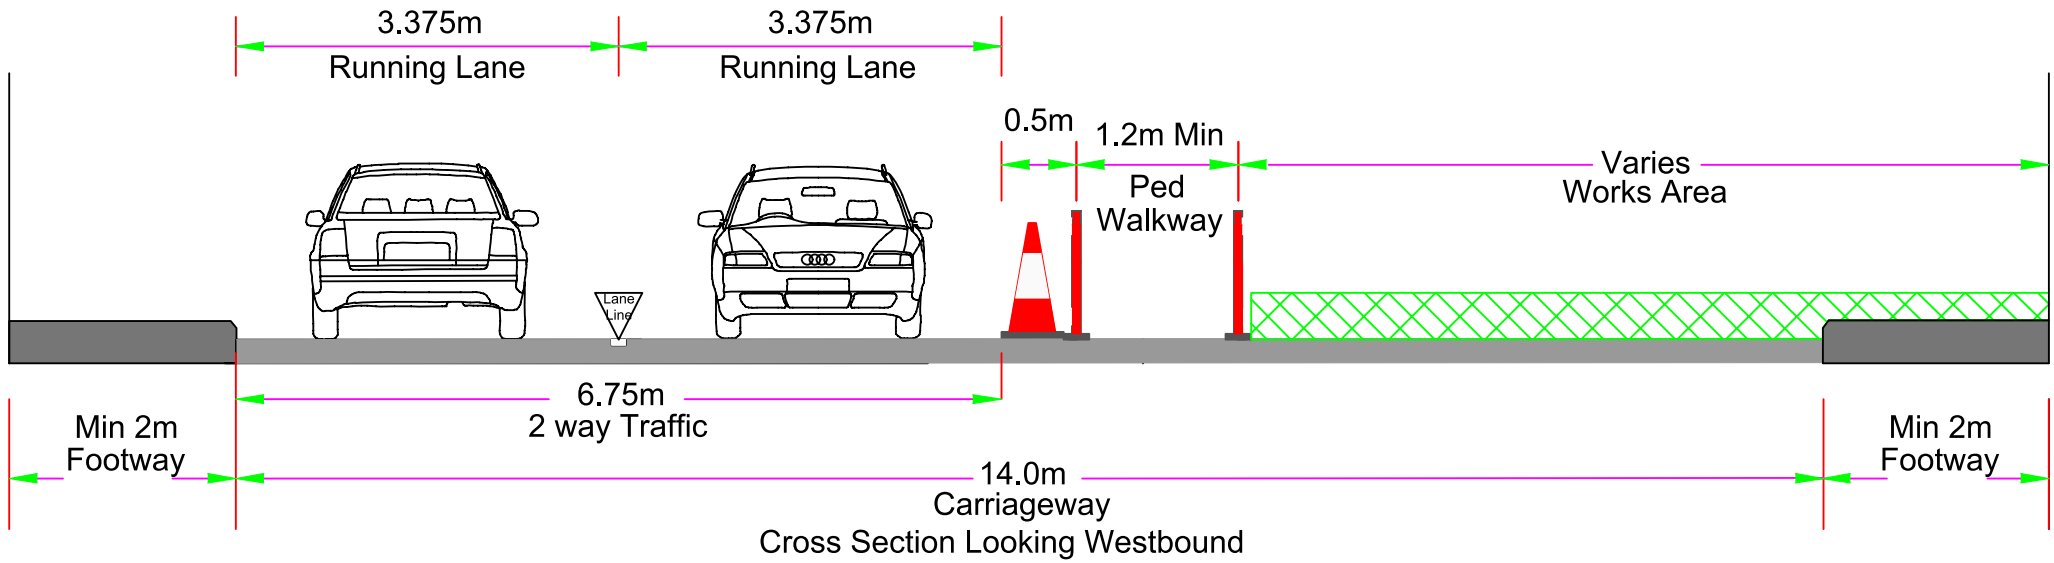 3.375m
Running Lane
3.375m
Running Lane
0.5m
1.2m Min
Ped
Walkway
Varies
Works Area
Lane
Line
6.75m
2 way Traffic
Min 2m
Footway
14.0m
Carriageway
Min 2m
Footway
Cross Section Looking Westbound